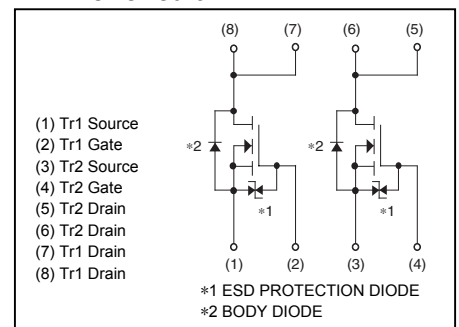 (8) (7) (6) (5)
(1) Tr1 Source
(2) Tr1 Gate
(3) Tr2 Source
(4) Tr2 Gate
(5) Tr2 Drain
(6) Tr2 Drain
(7) Tr1 Drain
(8) Tr1 Drain
∗2 ∗2
∗1 ∗1
(1) (2) (3) (4)
∗1 ESD PROTECTION DIODE
∗2 BODY DIODE